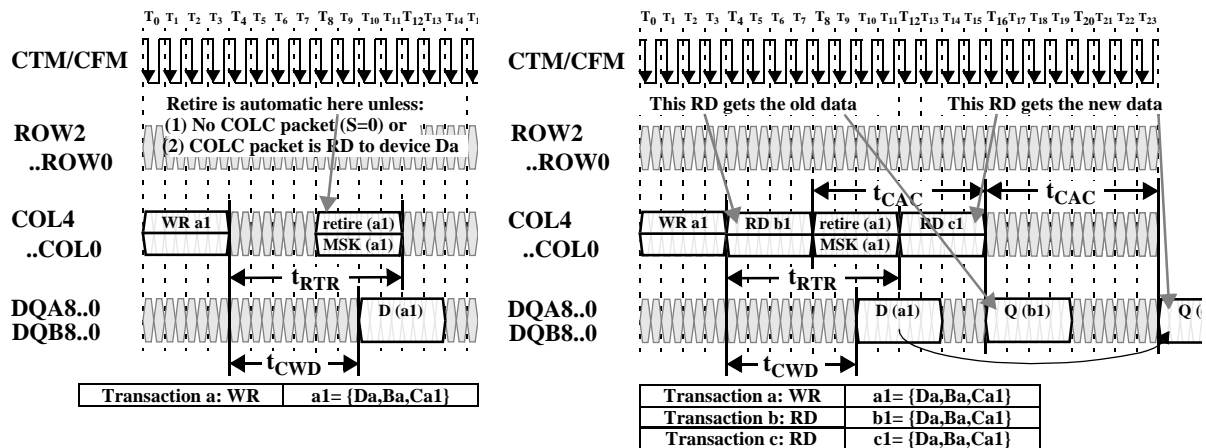 T0 T1 T2 T3 T4 T5 T6 T7 T8 T9 T10 T11 T12 T13 T14
CTM/CFM
Retire is automatic here unless:
(1) No COLC packet (S=0) or
(2) COLC packet is RD to device Da
ROW2
..ROW0
COL4
..COL0
WR a1
retire (a1)
MSK (a1)
tRTR
DQA8..0
DQB8..0
D (a1)
tCWD
Transaction a: WR a1= {Da,Ba,Ca1}
T0 T1 T2 T3 T4 T5 T6 T7 T8 T9 T10 T11 T12 T13 T14 T15 T16 T17 T18 T19 T20 T21 T22 T23
CTM/CFM
This RD gets the old data
This RD gets the new data
ROW2
..ROW0
tCAC
tCAC
COL4
..COL0
WR a1
RD b1
retire (a1)
MSK (a1)
RD c1
tRTR
DQA8..0
DQB8..0
D (a1)
Q (b1)
Q (
tCWD
Transaction a: WR a1= {Da,Ba,Ca1}
Transaction b: RD b1= {Da,Ba,Ca1}
Transaction c: RD c1= {Da,Ba,Ca1}